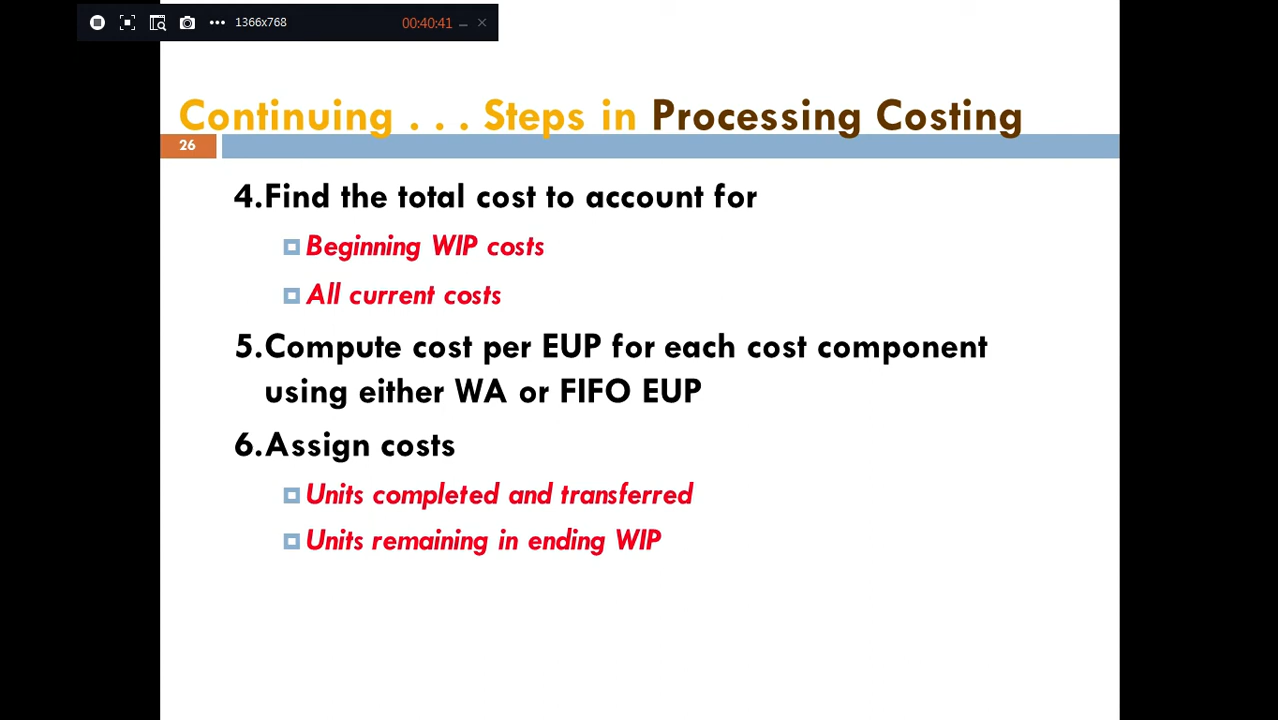 1366x768
00:40:41
Continuing . . . Steps in Processing Costing
26
4.Find the total cost to account for
Beginning WIP costs
All current costs
5.Compute cost per EUP for each cost component
using either WA or FIFO EUP
6.Assign costs
Units completed and transferred
Units remaining in ending WIP